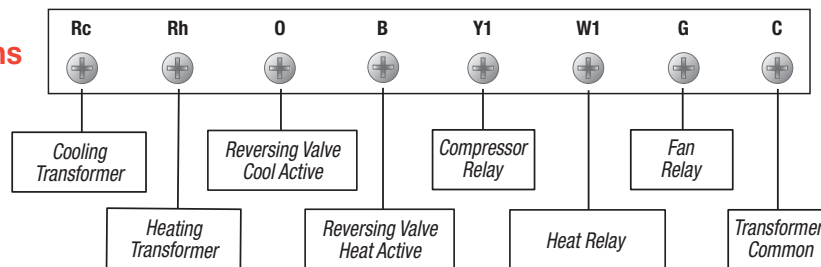 ns
Rc Rh O B Y1 W1 G C
Cooling
Transformer
Reversing Valve
Cool Active
Compressor
Relay
Fan
Relay
Heating
Transformer
Reversing Valve
Heat Active
Heat Relay
Transformer
Common